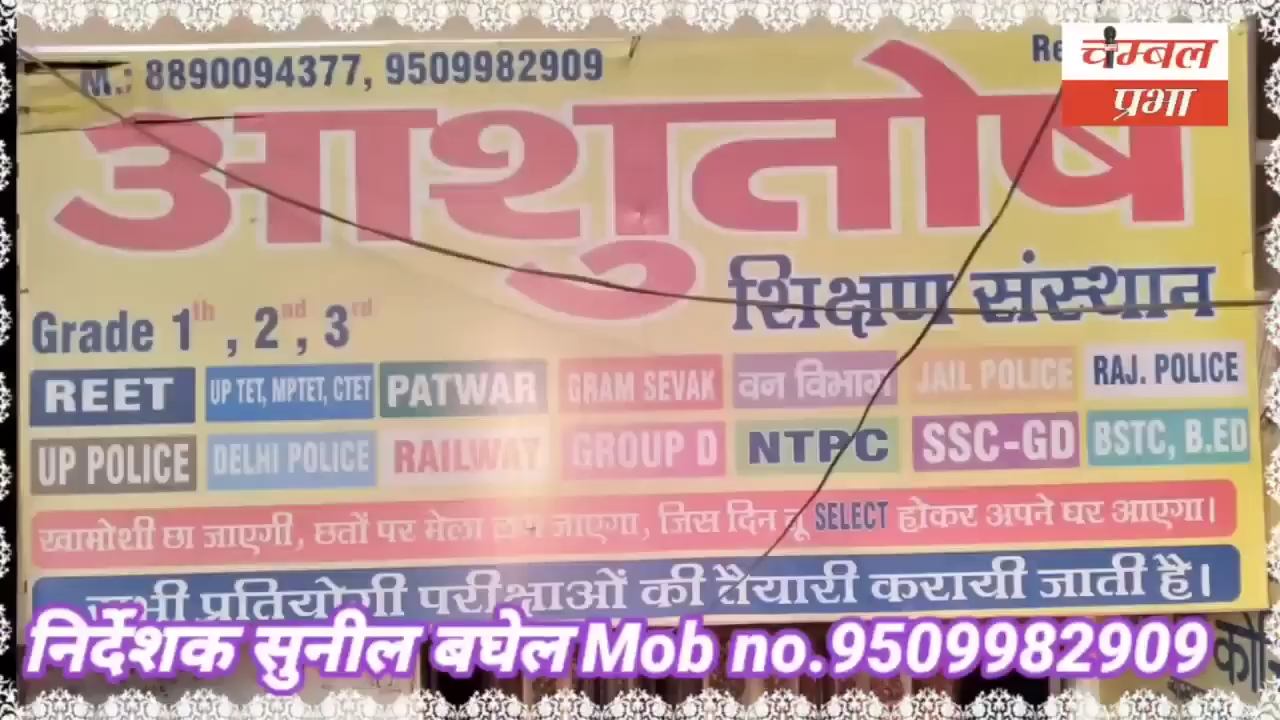 M.: 8890094377, 9509982909
चम्बल
प्रभा
आशुतोष
शिक्षण संस्थान
Grade 1th , 2nd , 3rd
REET UP TET, MPTET, CTET PATWAR GRAM SEVAK वन विभाग JAIL POLICE RAJ. POLICE
UP POLICE DELHI POLICE RAILWAY GROUP D NTPC SSC-GD BSTC, B.ED
खामोशी छा जाएगी, छतों पर मेला लग जाएगा, जिस दिन तू SELECT होकर अपने घर आएगा।
सभी प्रतियोगी परीक्षाओं की तैयारी करायी जाती है।
निर्देशक सुनील बघेल Mob no.9509982909